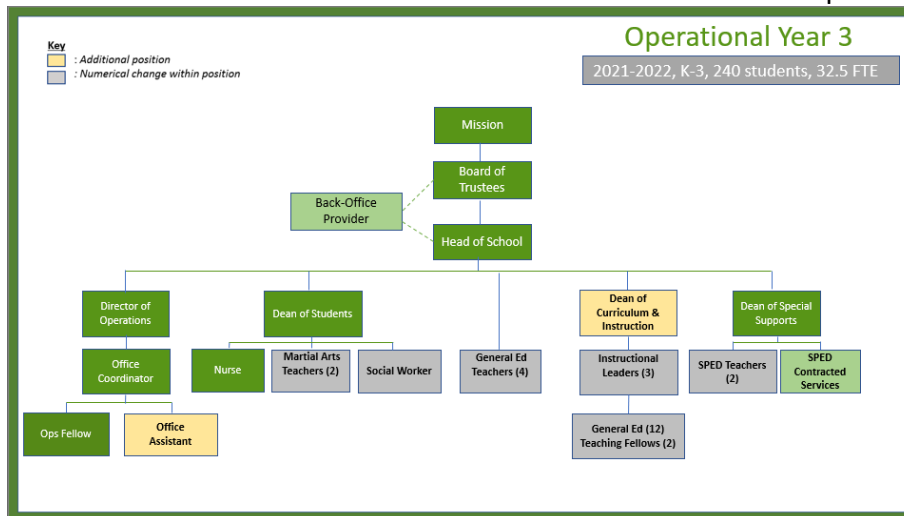 Operational Year 3
Key
: Additional position
: Numerical change within position
2021-2022, K-3, 240 students, 32.5 FTE
Mission
Board of
Trustees
Back-Office
Provider
Head of School
Director of
Operations
Dean of Students
Dean of
Curriculum &
Instruction
Dean of Special
Supports
Office
Coordinator
Nurse
Martial Arts
Teachers (2)
Social Worker
General Ed
Teachers (4)
Instructional
Leaders (3)
SPED Teachers
(2)
SPED
Contracted
Services
Ops Fellow
Office
Assistant
General Ed (12)
Teaching Fellows (2)